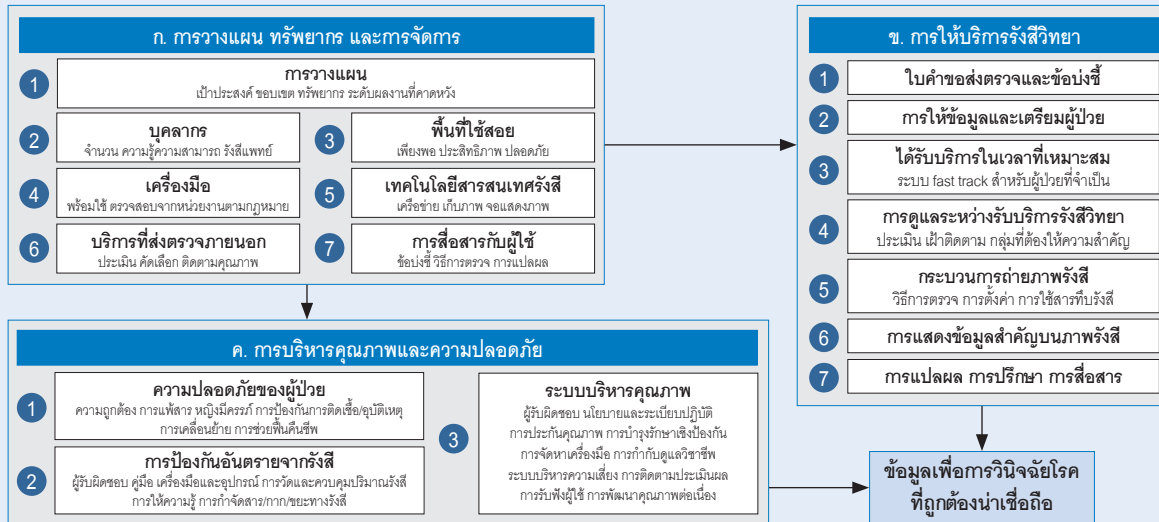 ก. การวางแผน ทรัพยากร และการจัดการ
1
การวางแผน
เป้าประสงค์ ขอบเขต ทรัพยากร ระดับผลงานที่คาดหวัง
2
บุคลากร
จำนวน ความรู้ความสามารถ รังสีแพทย์
3
พื้นที่ใช้สอย
เพียงพอ ประสิทธิภาพ ปลอดภัย
4
เครื่องมือ
พร้อมใช้ ตรวจสอบจากหน่วยงานตามกฎหมาย
5
เทคโนโลยีสารสนเทศรังสี
เครือข่าย เก็บภาพ จอแสดงภาพ
6
บริการที่ส่งตรวจภายนอก
ประเมิน คัดเลือก ติดตามคุณภาพ
7
การสื่อสารกับผู้ใช้
ข้อบ่งชี้ วิธีการตรวจ การแปลผล
ข. การให้บริการรังสีวิทยา
1
ใบคำขอส่งตรวจและข้อบ่งชี้
2
การให้ข้อมูลและเตรียมผู้ป่วย
3
ได้รับบริการในเวลาที่เหมาะสม
ระบบ fast track สำหรับผู้ป่วยที่จำเป็น
4
การดูแลระหว่างรับบริการรังสีวิทยา
ประเมิน เฝ้าติดตาม กลุ่มที่ต้องให้ความสำคัญ
5
กระบวนการถ่ายภาพรังสี
วิธีการตรวจ การตั้งค่า การใช้สารทึบรังสี
6
การแสดงข้อมูลสำคัญบนภาพรังสี
7
การแปลผล การปรึกษา การสื่อสาร
ค. การบริหารคุณภาพและความปลอดภัย
1
ความปลอดภัยของผู้ป่วย
ความถูกต้อง การแพ้สาร หญิงมีครรภ์ การป้องกันการติดเชื้อ/อุบัติเหตุ
การเคลื่อนย้าย การช่วยฟื้นคืนชีพ
2
การป้องกันอันตรายจากรังสี
ผู้รับผิดชอบ คู่มือ เครื่องมือและอุปกรณ์ การวัดและควบคุมปริมาณรังสี
การให้ความรู้ การกำจัดสาร/กาก/ขยะทางรังสี
3
ระบบบริหารคุณภาพ
ผู้รับผิดชอบ นโยบายและระเบียบปฏิบัติ
การประกันคุณภาพ การบำรุงรักษาเชิงป้องกัน
การจัดหาเครื่องมือ การกำกับดูแลวิชาชีพ
ระบบบริหารความเสี่ยง การติดตามประเมินผล
การรับฟังผู้ใช้ การพัฒนาคุณภาพต่อเนื่อง
ข้อมูลเพื่อการวินิจฉัยโรค
ที่ถูกต้องน่าเชื่อถือ